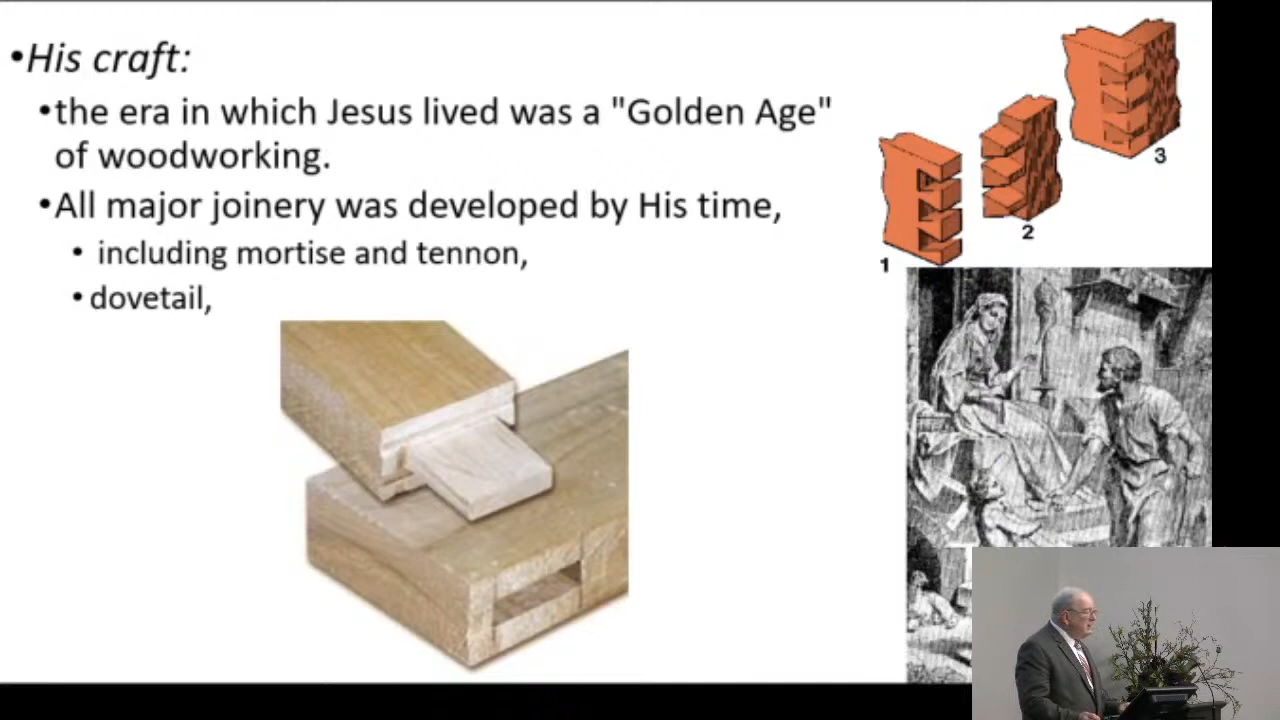 •His craft:
•the era in which Jesus lived was a "Golden Age"
of woodworking.
•All major joinery was developed by His time,
• including mortise and tennon,
•dovetail,
1
2
3